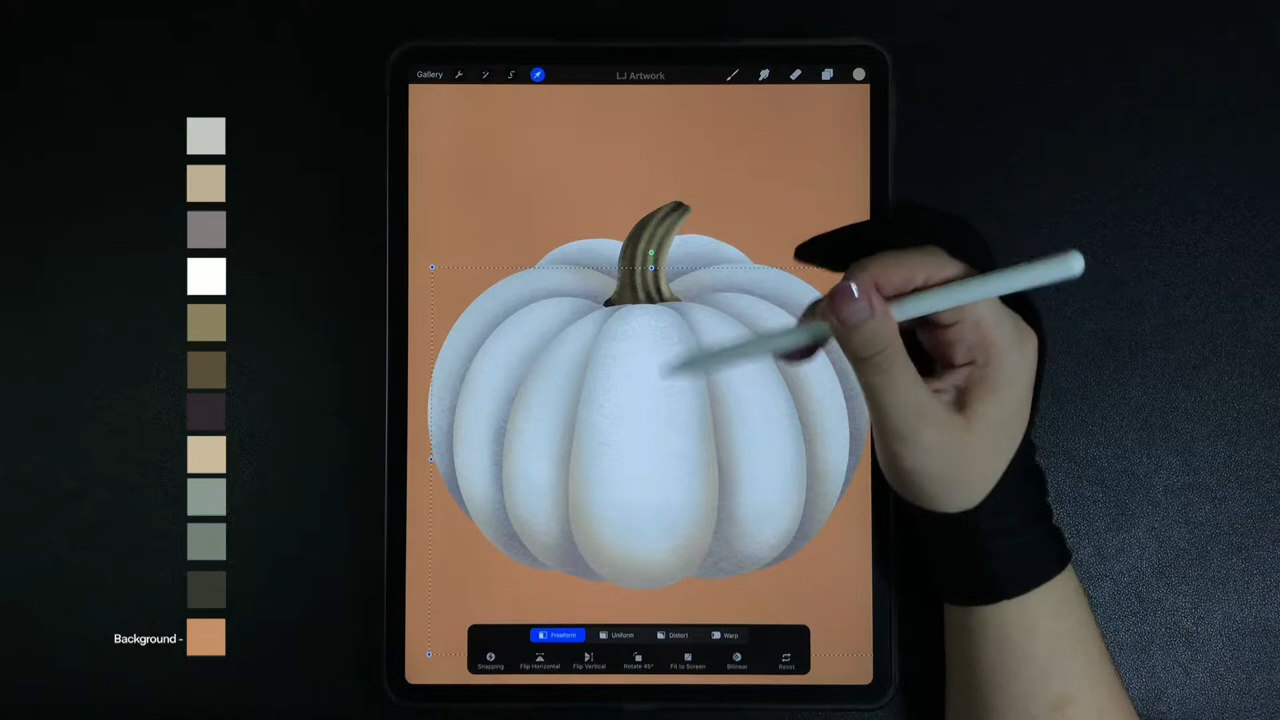 Gallery
LJ Artwork
Background -
Freeform Uniform Distort Warp
Snapping Flip Horizontal Flip Vertical Rotate 45° Fit to Screen Bilinear Reset